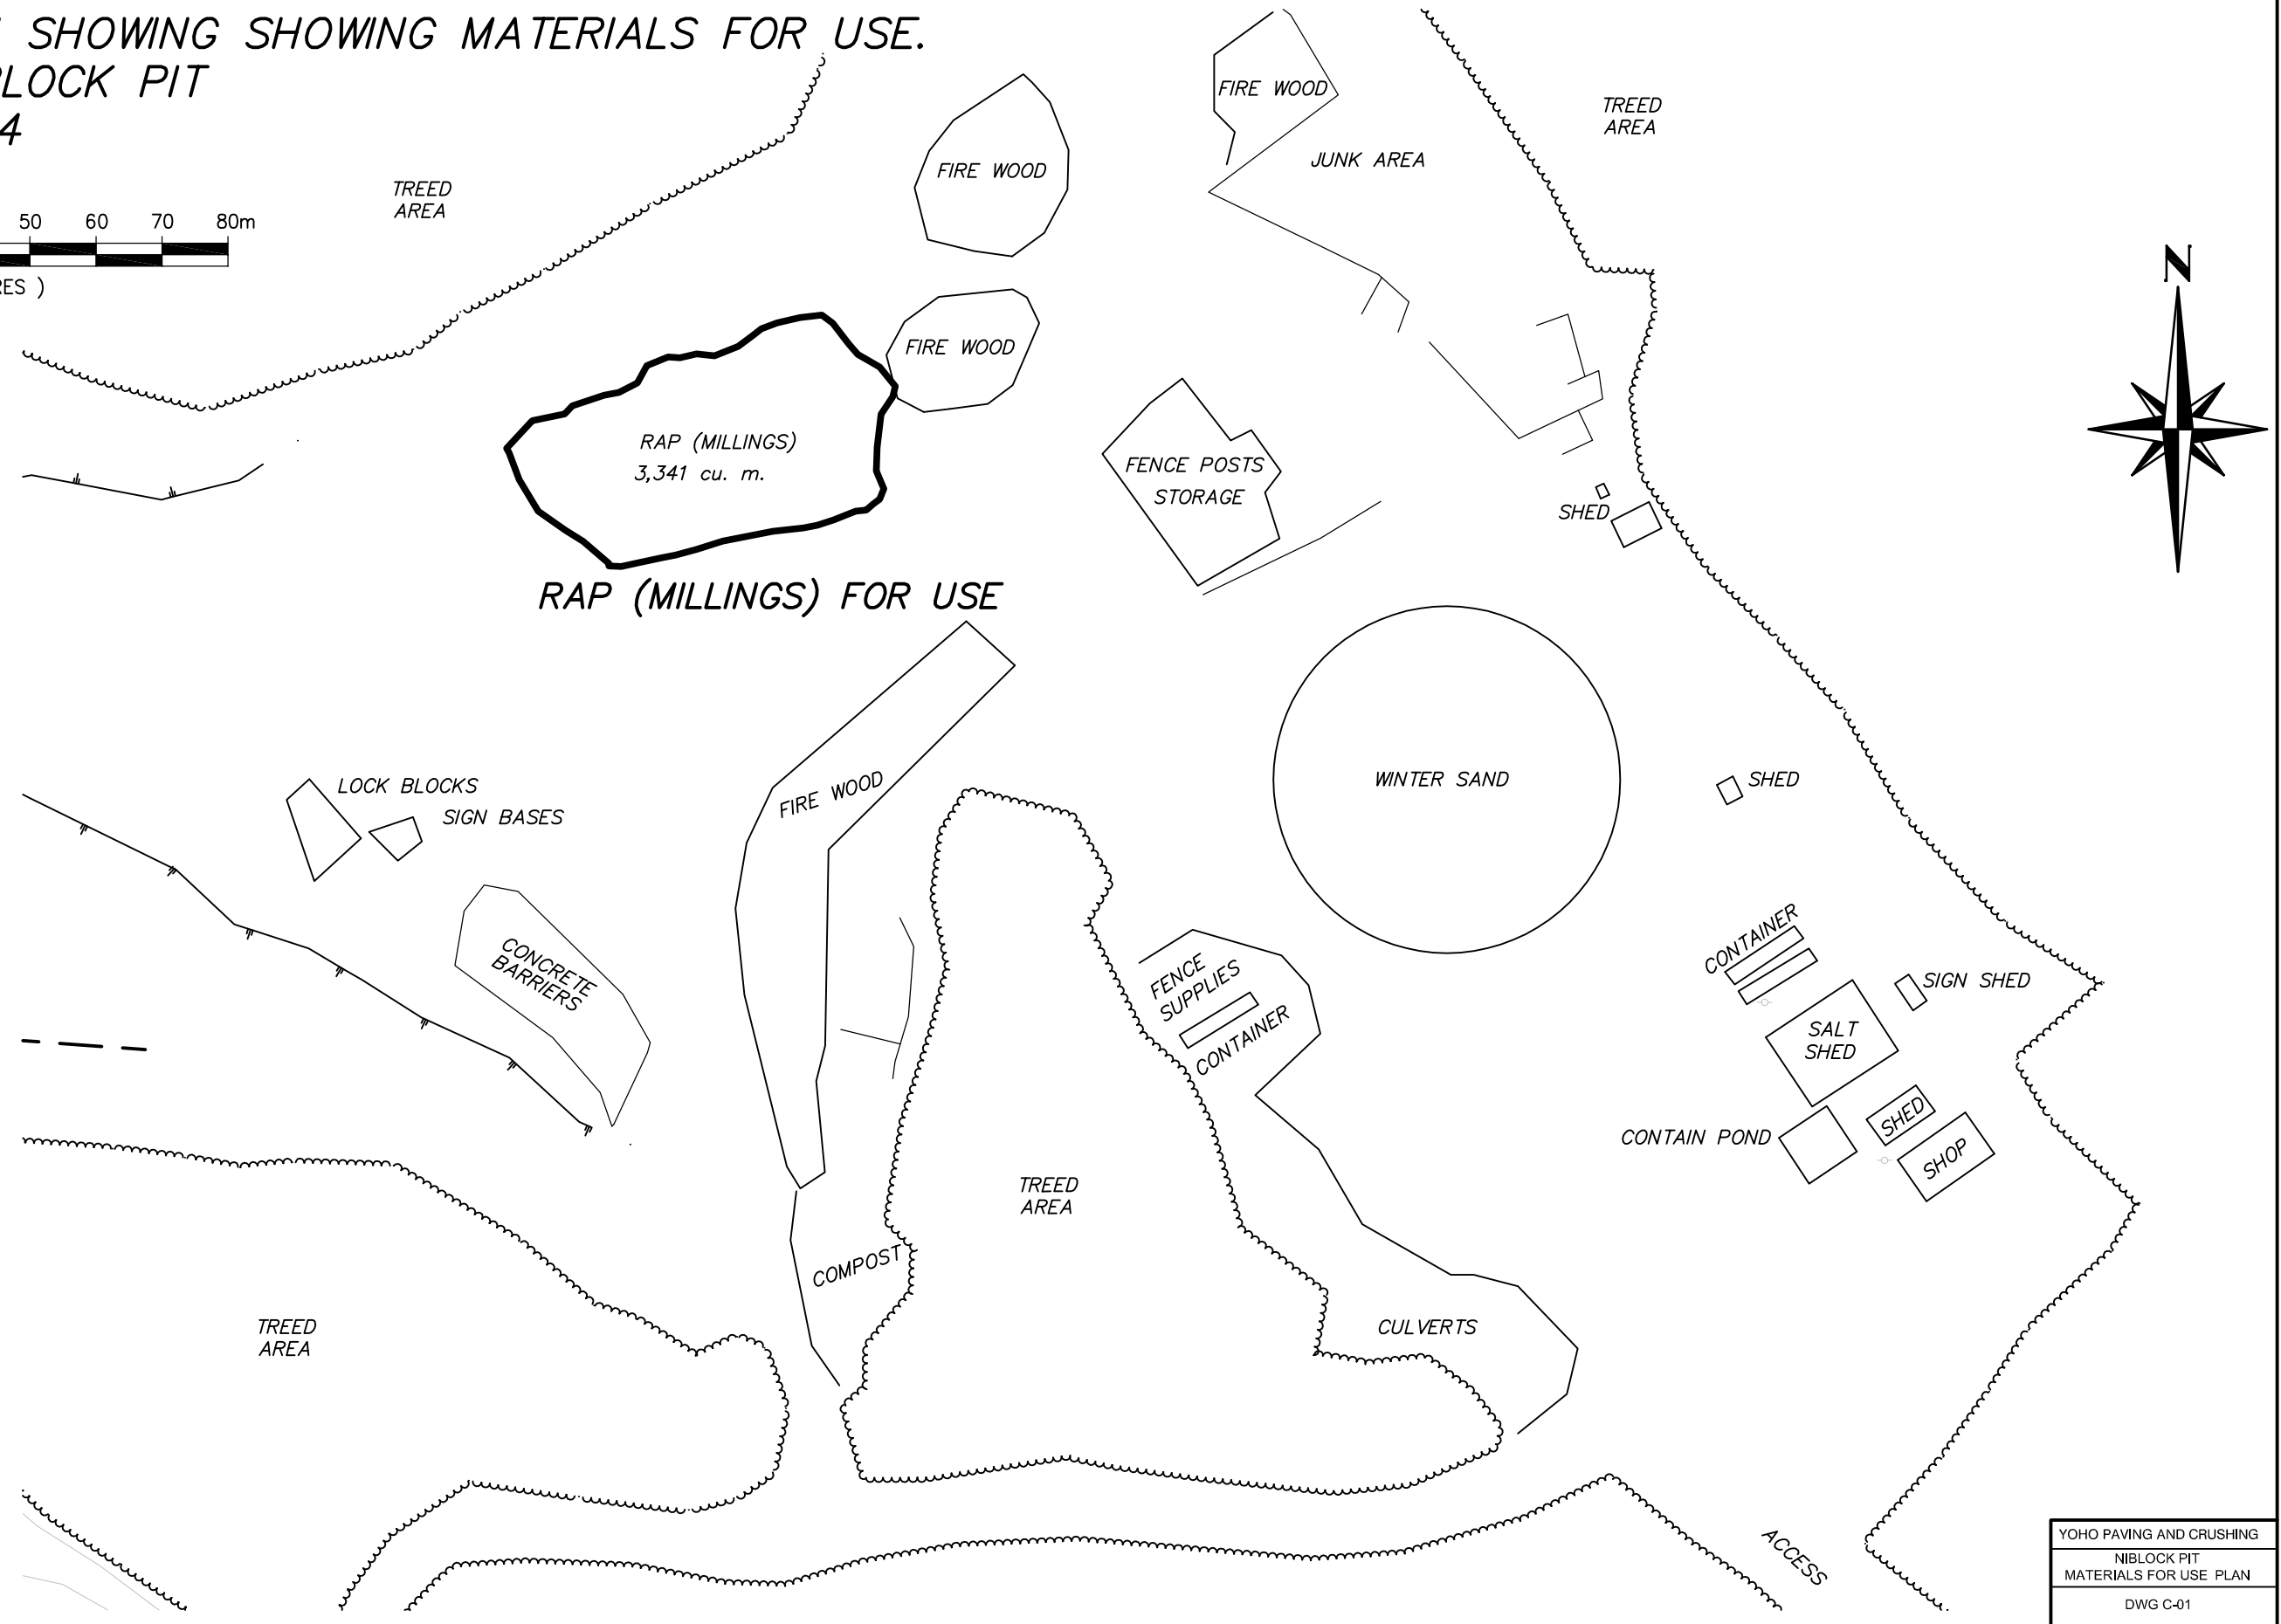 SHOWING SHOWING MATERIALS FOR USE.
BLOCK PIT
4
50 60 70 80m
RES )
TREED
AREA
FIRE WOOD
FIRE WOOD
JUNK AREA
TREED
AREA
N
FIRE WOOD
RAP (MILLINGS)
3,341 cu. m.
RAP (MILLINGS) FOR USE
FENCE POSTS
STORAGE
SHED
WINTER SAND
SHED
LOCK BLOCKS
SIGN BASES
FIRE WOOD
CONCRETE
BARRIERS
FENCE
SUPPLIES
CONTAINER
CONTAINER
SIGN SHED
SALT
SHED
CONTAIN POND
SHED
SHOP
TREED
AREA
COMPOST
TREED
AREA
CULVERTS
ACCESS
YOHO PAVING AND CRUSHING
NIBLOCK PIT
MATERIALS FOR USE PLAN
DWG C-01